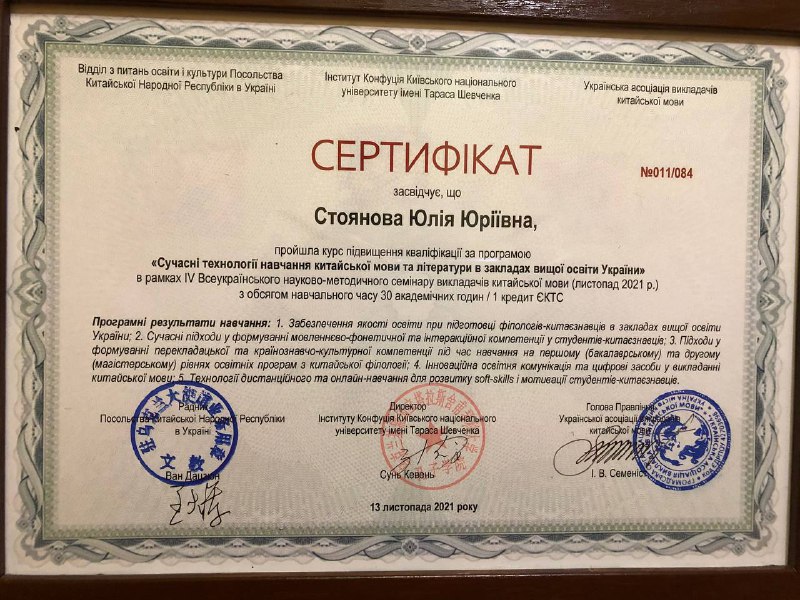 Відділ з питань освіти і культури Посольства
Китайської Народної Республіки в Україні
Інститут Конфуція Київського національного
університету імені Тараса Шевченка
Українська асоціація викладачів
китайської мови
СЕРТИФІКАТ
№011/084
засвідчує, що
Стоянова Юлія Юріївна,
пройшла курс підвищення кваліфікації за програмою
«Сучасні технології навчання китайської мови та літератури в закладах вищої освіти України»
в рамках IV Всеукраїнського науково-методичного семінару викладачів китайської мови (листопад 2021 р.)
з обсягом навчального часу 30 академічних годин / 1 кредит ЄКТС
Програмні результати навчання: 1. Забезпечення якості освіти при підготовці філологів-китаєзнавців в закладах вищої освіти
України; 2. Сучасні підходи у формуванні мовленнєво-фонетичної та інтеракційної компетенції у студентів-китаєзнавців; 3. Підходи у
формуванні перекладацької та країнознавчо-культурної компетенції під час навчання на першому (бакалаврському) та другому
(магістерському) рівнях освітніх програм з китайської філології; 4. Інноваційна освітня комунікація та цифрові засоби у викладанні
китайської мови; 5. Технології дистанційного та онлайн-навчання для розвитку soft-skills і мотивації студентів-китаєзнавців.
Радник
Посольства Китайської Народної Республіки
в Україні
Ван Дацзюн
文教
Директор
Інституту Конфуція Київського національного
університету імені Тараса Шевченка
Сунь Кевань
Голова Правління
Української асоціації викладачів
китайської мови
І. В. Семеніст
13 листопада 2021 року